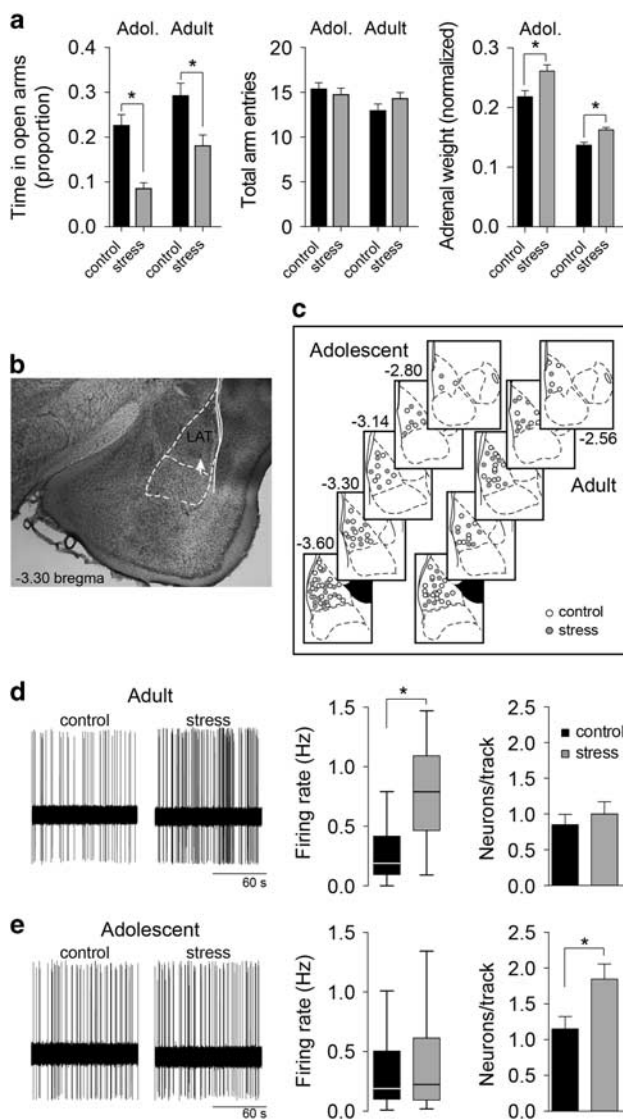 a
Adol. Adult
Time in open arms
(proportion)
0.4
0.3
0.2
0.1
0.0
* *
control stress control stress
Adol. Adult
Total arm entries
20
15
10
5
0
control stress control stress
Adol.
Adrenal weight (normalized)
0.3
0.2
0.1
0.0
* *
control stress control stress
b
LAT
-3.30 bregma
c
Adolescent
-2.80
-3.14
-3.30
-3.60
-2.56
Adult
control
stress
d
Adult
control stress
60 s
Firing rate (Hz)
1.5
1.0
0.5
0.0
*
Neurons/track
2.5
2.0
1.5
1.0
0.5
0.0
control
stress
e
Adolescent
control stress
60 s
Firing rate (Hz)
1.5
1.0
0.5
0.0
Neurons/track
2.5
2.0
1.5
1.0
0.5
0.0
*